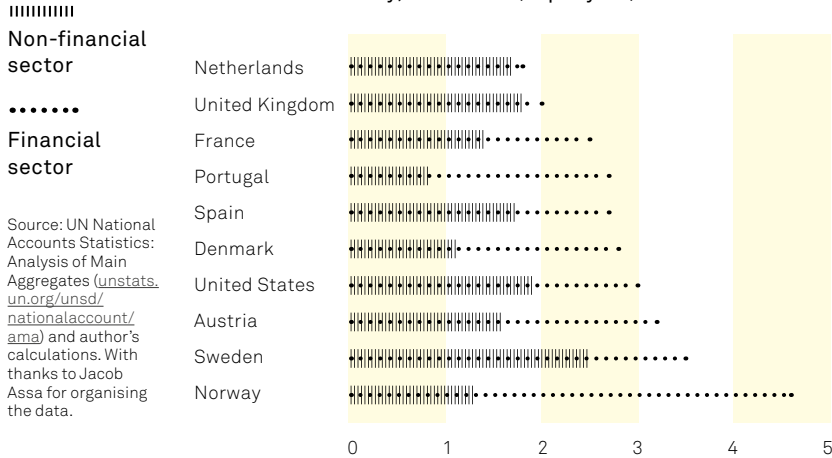 Non-financial
sector
Financial
sector
Source: UN National
Accounts Statistics:
Analysis of Main
Aggregates (unstats.
un.org/unsd/
nationalaccount/
ama) and author's
calculations. With
thanks to Jacob
Assa for organising
the data.
Netherlands
United Kingdom
France
Portugal
Spain
Denmark
United States
Austria
Sweden
Norway
0 1 2 3 4 5